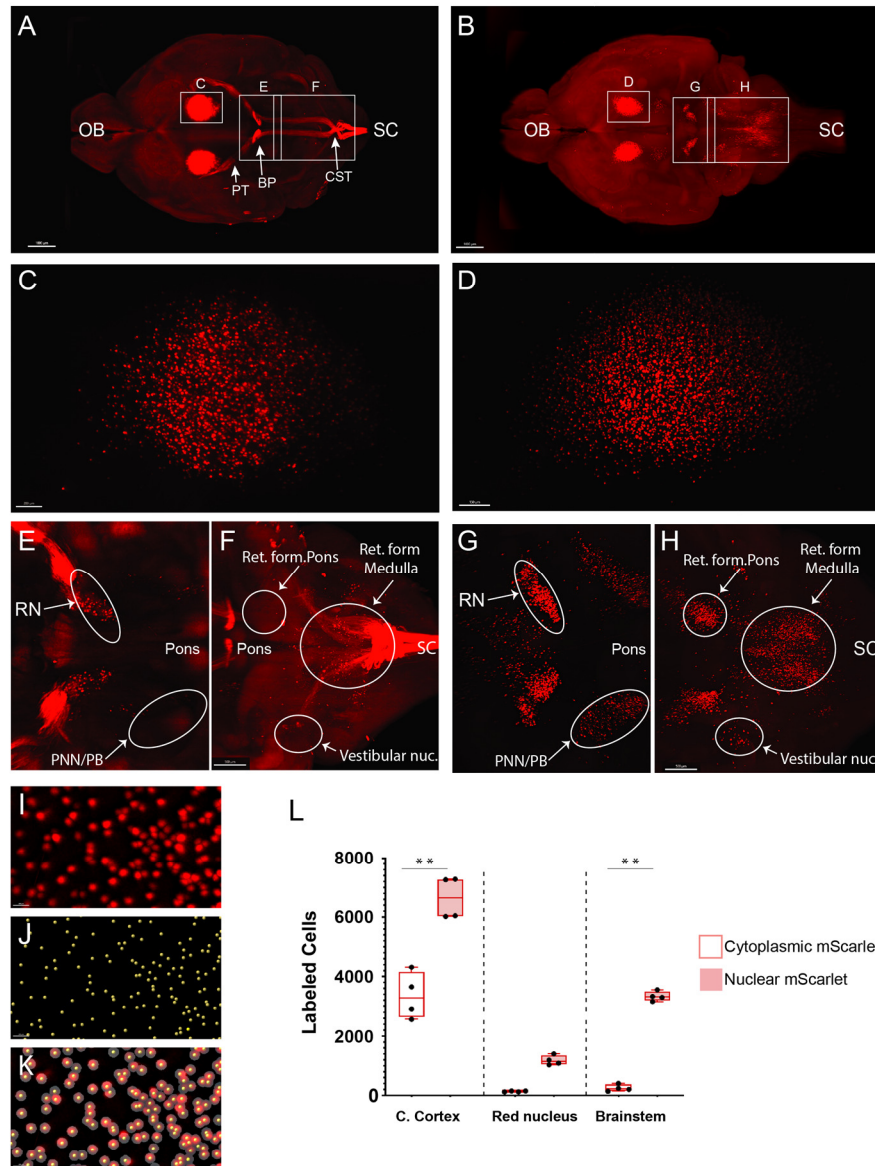 A
B
C
E
F
D
G
H
OB
SC
OB
SC
PT
BP
CST
C
D
E
F
G
H
Ret. form.Pons
Ret. form
Medulla
Ret. form.Pons
Ret. form
Medulla
RN
RN
Pons
Pons
SC
Pons
SC
PNN/PB
Vestibular nuc.
PNN/PB
Vestibular nuc.
I
J
K
L
8000
6000
4000
2000
0
Labeled Cells
**
**
C. Cortex
Red nucleus
Brainstem
Cytoplasmic mScarle
Nuclear mScarlet